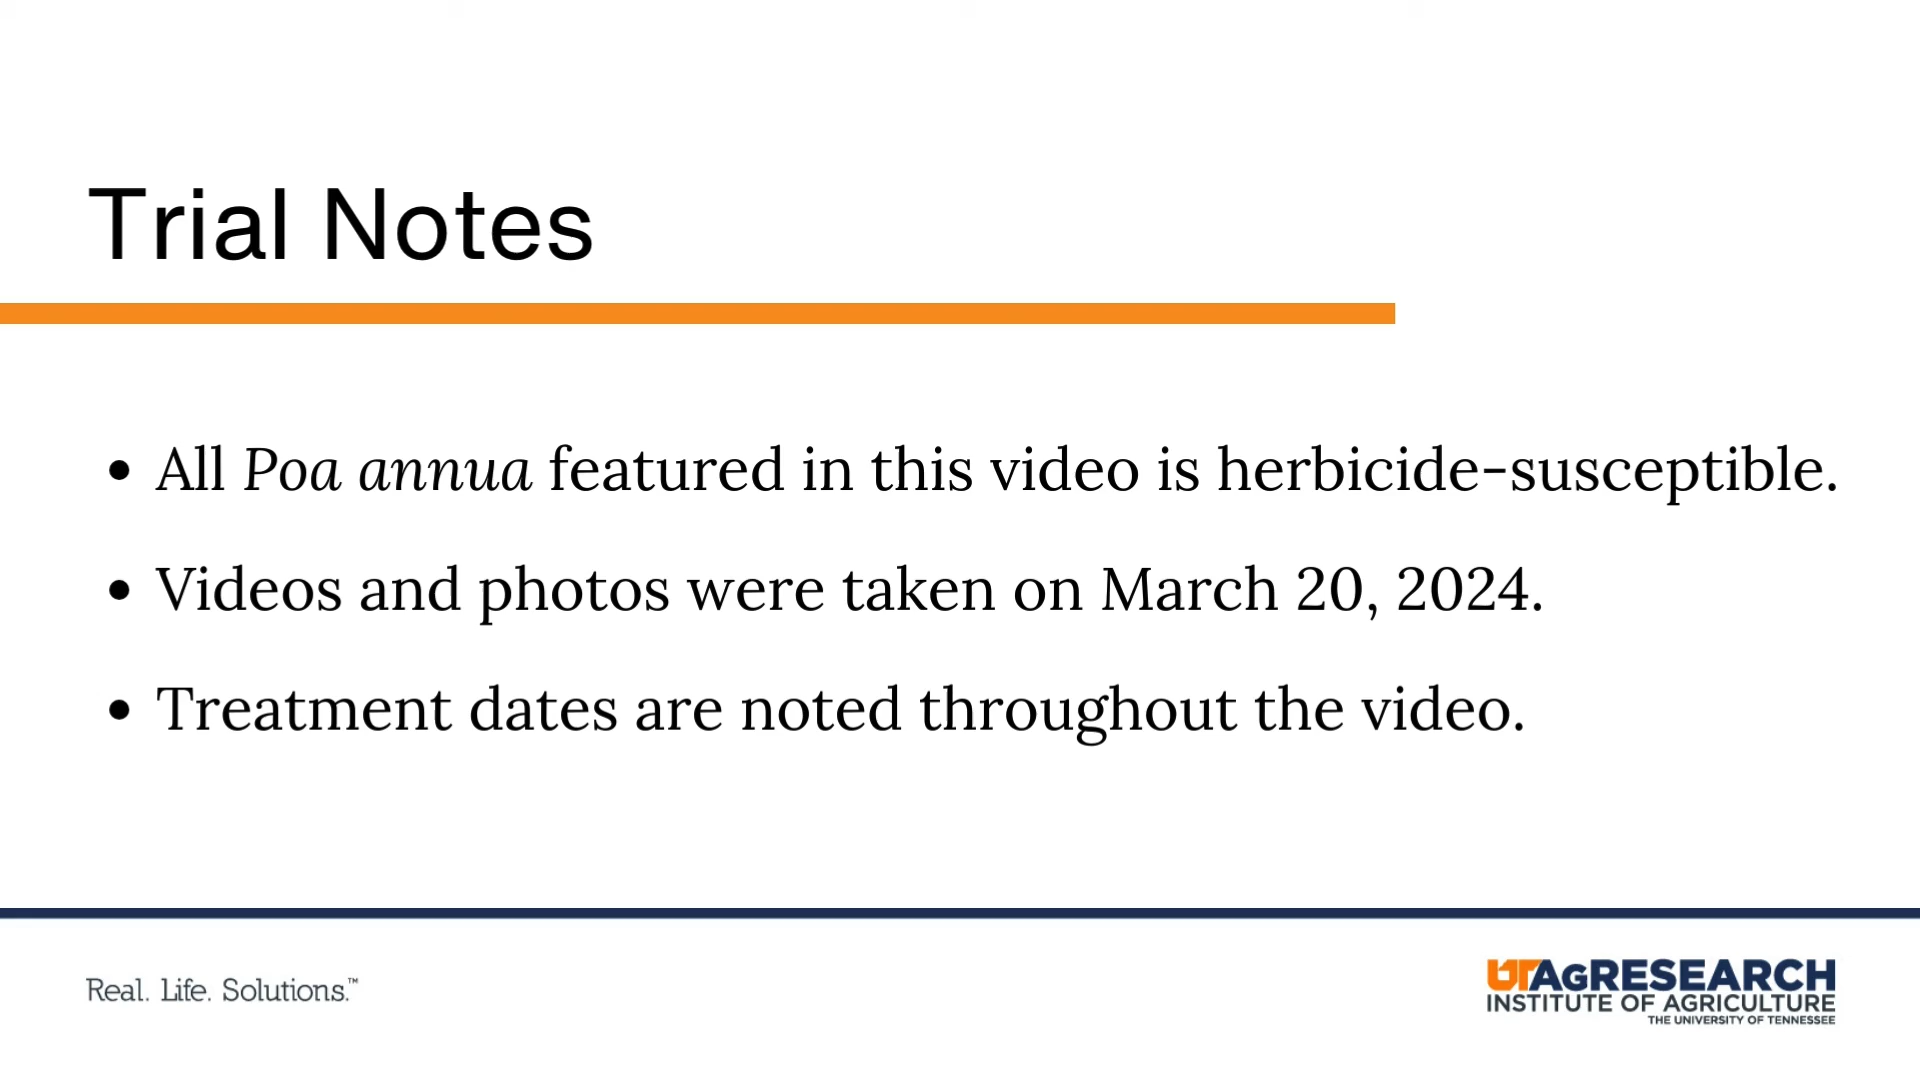 Trial Notes
• All Poa annua featured in this video is herbicide-susceptible.
• Videos and photos were taken on March 20, 2024.
• Treatment dates are noted throughout the video.
Real. Life. Solutions.™
UTAGRESEARCH
INSTITUTE OF AGRICULTURE
THE UNIVERSITY OF TENNESSEE